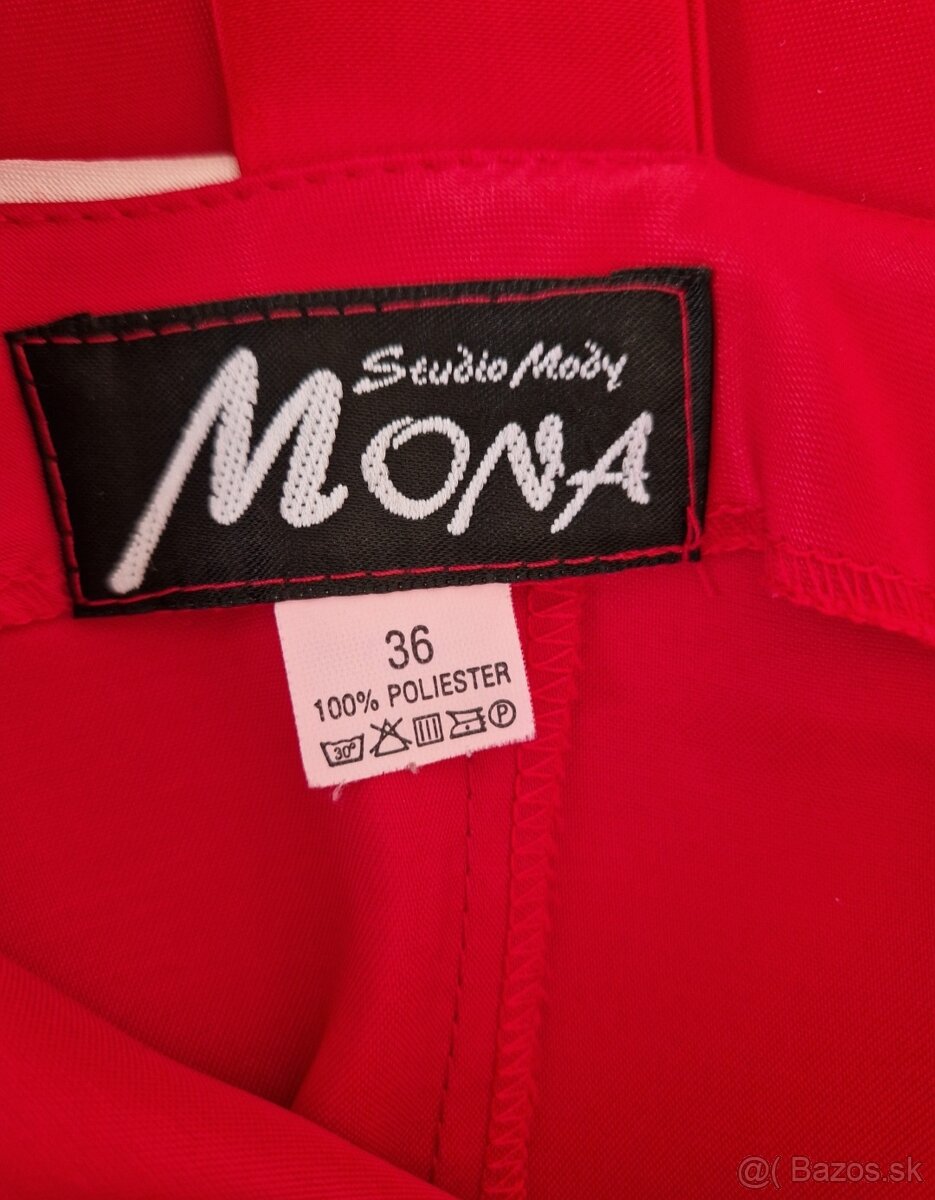 Studio Mody
MONA
36
100% POLIESTER
30° P
@( Bazos.sk